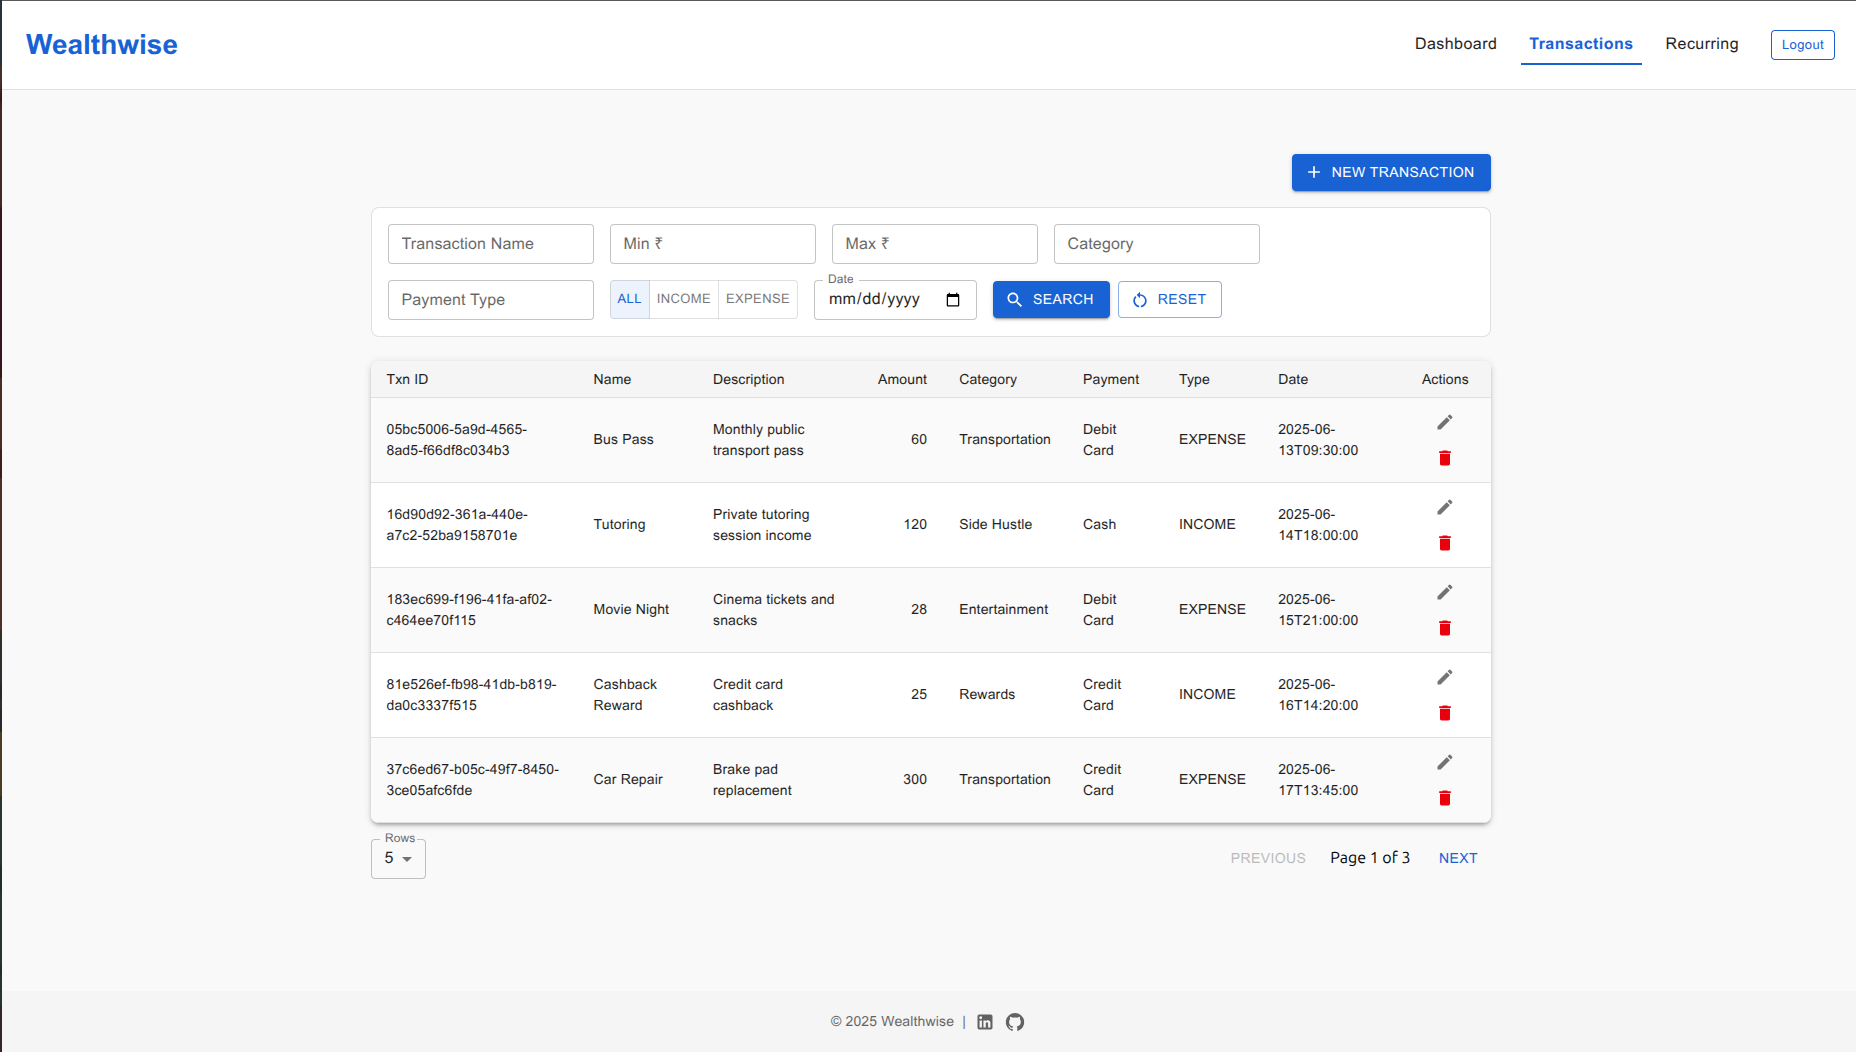 Wealthwise
Dashboard Transactions Recurring Logout
NEW TRANSACTION
Transaction Name Min ₹ Max ₹ Category
Date
Payment Type ALL INCOME EXPENSE mm/dd/yyyy SEARCH RESET
Txn ID Name Description Amount Category Payment Type Date Actions
05bc5006-5a9d-4565- Monthly public Debit 2025-06-
Bus Pass 60 Transportation EXPENSE
8ad5-f66df8c034b3 transport pass Card 13T09:30:00
16d90d92-361a-440e- Private tutoring 2025-06-
Tutoring 120 Side Hustle Cash INCOME
a7c2-52ba9158701e session income 14T18:00:00
183ec699-f196-41fa-af02- Cinema tickets and Debit 2025-06-
Movie Night 28 Entertainment EXPENSE
c464ee70f115 snacks Card 15T21:00:00
81e526ef-fb98-41db-b819- Cashback Credit card Credit 2025-06-
25 Rewards INCOME
da0c3337f515 Reward cashback Card 16T14:20:00
37c6ed67-b05c-49f7-8450- Brake pad Credit 2025-06-
Car Repair 300 Transportation EXPENSE
3ce05afc6fde replacement Card 17T13:45:00
Rows
5 PREVIOUS Page 1 of 3 NEXT
© 2025 Wealthwise |